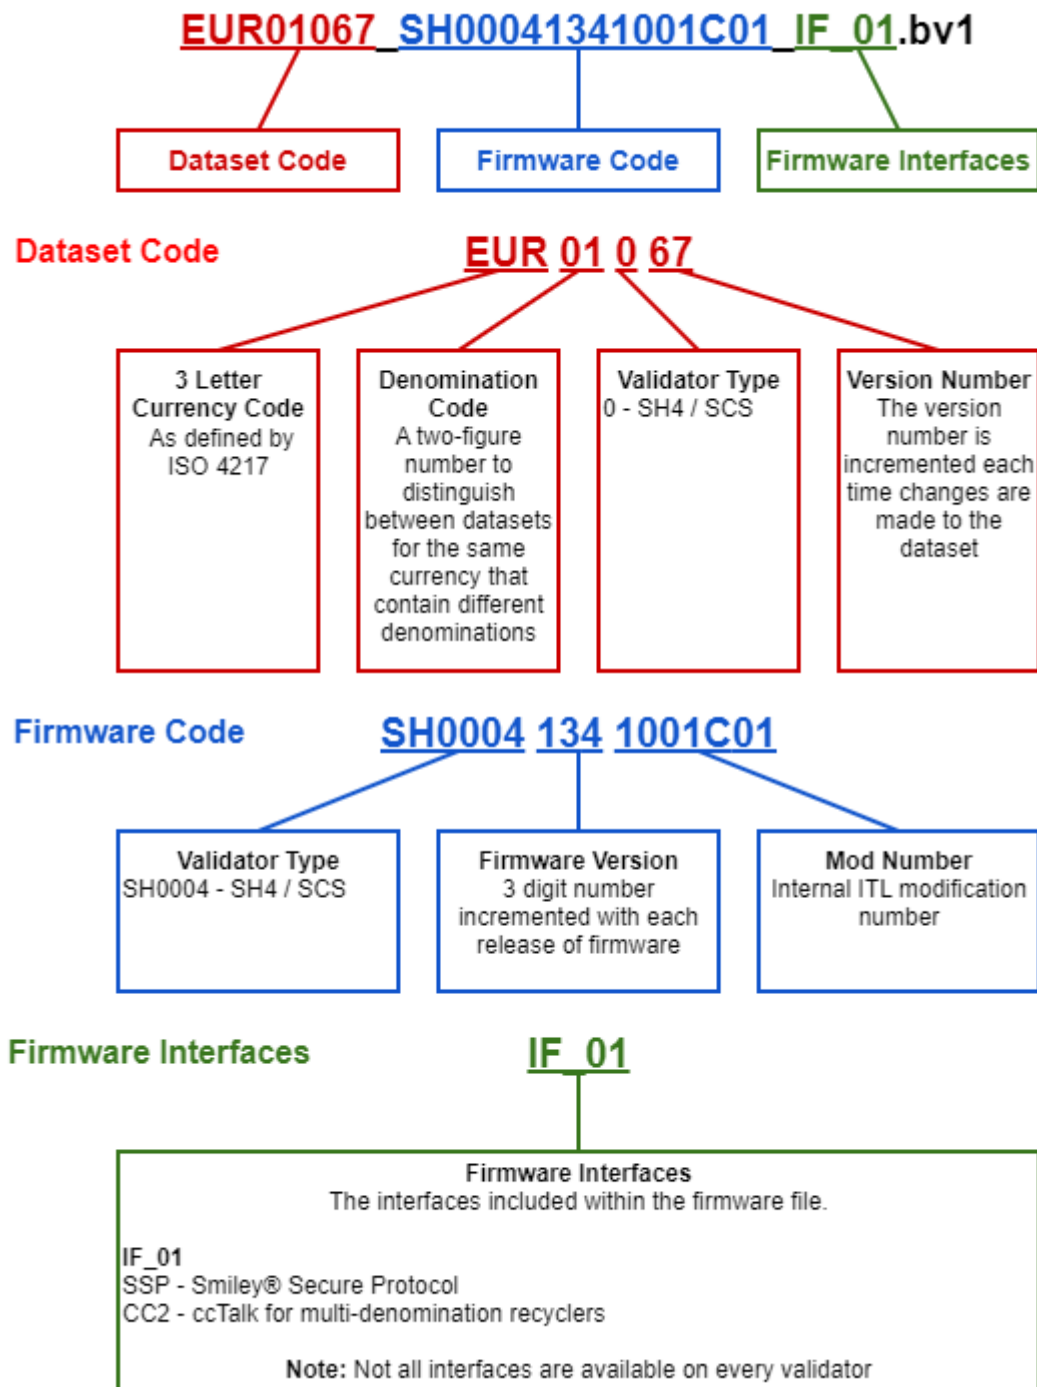 EUR01067_SH00041341001C01_IF_01.bv1
Dataset Code
Firmware Code
Firmware Interfaces
Dataset Code
EUR 01 0 67
3 Letter
Currency Code
As defined by
ISO 4217
Denomination
Code
A two-figure
number to
distinguish
between datasets
for the same
currency that
contain different
denominations
Validator Type
0 - SH4 / SCS
Version Number
The version
number is
incremented each
time changes are
made to the
dataset
Firmware Code
SH0004 134 1001C01
Validator Type
SH0004 - SH4 / SCS
Firmware Version
3 digit number
incremented with each
release of firmware
Mod Number
Internal ITL modification
number
Firmware Interfaces
IF_01
Firmware Interfaces
The interfaces included within the firmware file.
IF_01
SSP - Smiley® Secure Protocol
CC2 - ccTalk for multi-denomination recyclers
Note: Not all interfaces are available on every validator